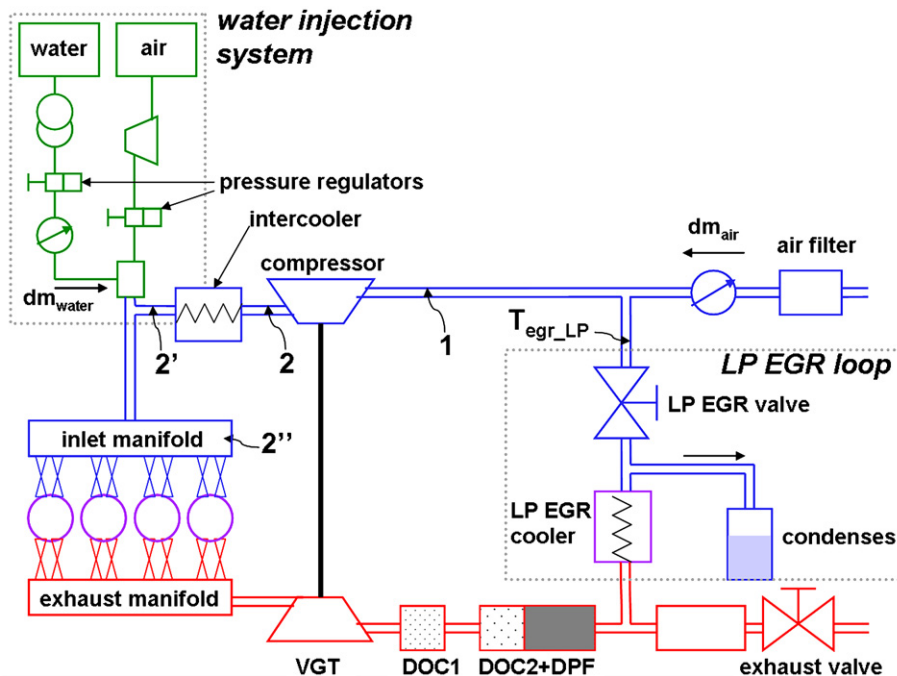 water injection
system
water
air
pressure regulators
intercooler
compressor
dm_air
air filter
dm_water
2'
2
1
T_egr_LP
LP EGR loop
LP EGR valve
inlet manifold
2''
LP EGR
cooler
condenses
exhaust manifold
VGT
DOC1
DOC2+DPF
exhaust valve